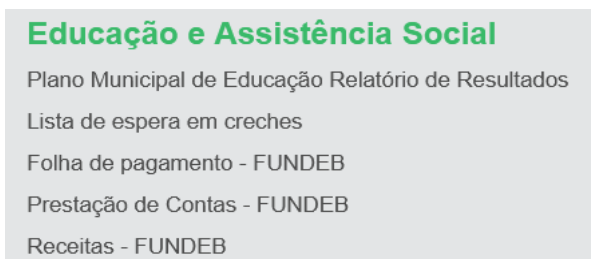 Educação e Assistência Social
Plano Municipal de Educação Relatório de Resultados
Lista de espera em creches
Folha de pagamento - FUNDEB
Prestação de Contas - FUNDEB
Receitas - FUNDEB